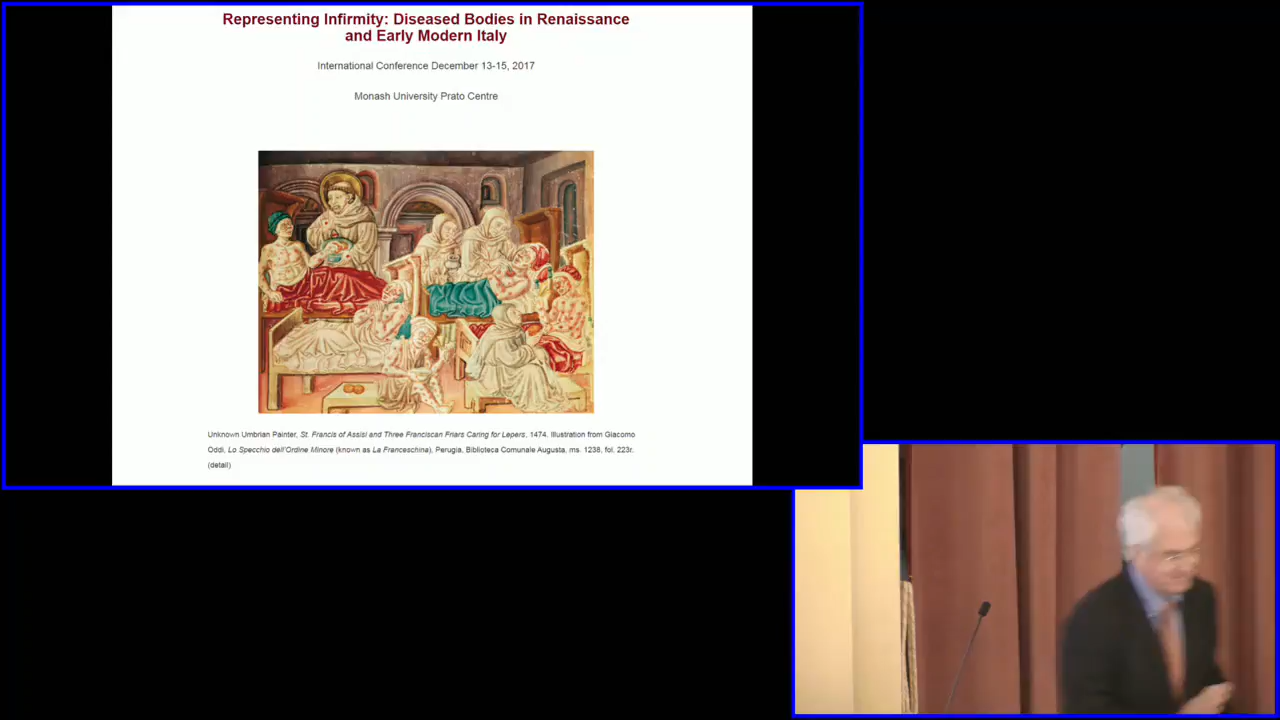 Representing Infirmity: Diseased Bodies in Renaissance
and Early Modern Italy
International Conference December 13-15, 2017
Monash University Prato Centre
Unknown Umbrian Painter, St. Francis of Assisi and Three Franciscan Friars Caring for Lepers, 1474. Illustration from Giacomo
Oddi, Lo Specchio dell'Ordine Minore (known as La Franceschina), Perugia, Biblioteca Comunale Augusta, ms. 1238, fol. 223r.
(detail)